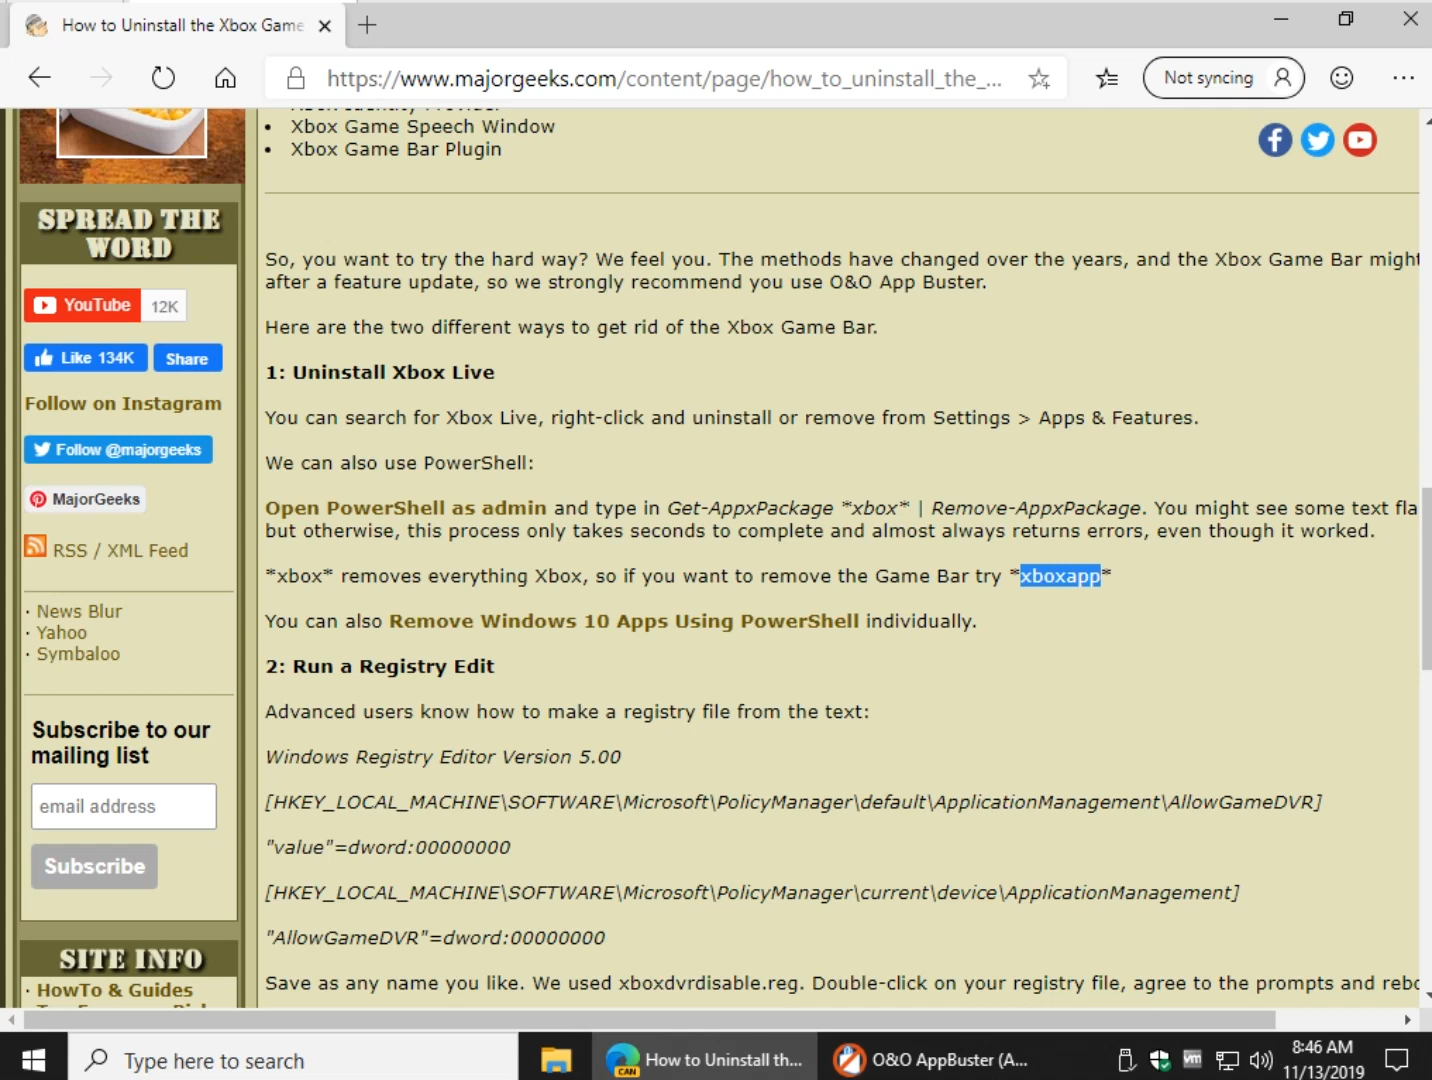 How to Uninstall the Xbox Game
https://www.majorgeeks.com/content/page/how_to_uninstall_the_...
Not syncing
Xbox Game Speech Window
Xbox Game Bar Plugin
SPREAD THE
WORD
YouTube 12K
Like 134K Share
Follow on Instagram
Follow @majorgeeks
MajorGeeks
RSS / XML Feed
· News Blur
· Yahoo
· Symbaloo
Subscribe to our
mailing list
email address
Subscribe
SITE INFO
· HowTo & Guides
So, you want to try the hard way? We feel you. The methods have changed over the years, and the Xbox Game Bar might
after a feature update, so we strongly recommend you use O&O App Buster.
Here are the two different ways to get rid of the Xbox Game Bar.
1: Uninstall Xbox Live
You can search for Xbox Live, right-click and uninstall or remove from Settings > Apps & Features.
We can also use PowerShell:
Open PowerShell as admin and type in Get-AppxPackage *xbox* | Remove-AppxPackage. You might see some text fla
but otherwise, this process only takes seconds to complete and almost always returns errors, even though it worked.
*xbox* removes everything Xbox, so if you want to remove the Game Bar try *xboxapp*
You can also Remove Windows 10 Apps Using PowerShell individually.
2: Run a Registry Edit
Advanced users know how to make a registry file from the text:
Windows Registry Editor Version 5.00
[HKEY_LOCAL_MACHINE\SOFTWARE\Microsoft\PolicyManager\default\ApplicationManagement\AllowGameDVR]
"value"=dword:00000000
[HKEY_LOCAL_MACHINE\SOFTWARE\Microsoft\PolicyManager\current\device\ApplicationManagement]
"AllowGameDVR"=dword:00000000
Save as any name you like. We used xboxdvrdisable.reg. Double-click on your registry file, agree to the prompts and rebo
Type here to search
CAN
How to Uninstall th...
O&O AppBuster (A...
vm
8:46 AM
11/13/2019